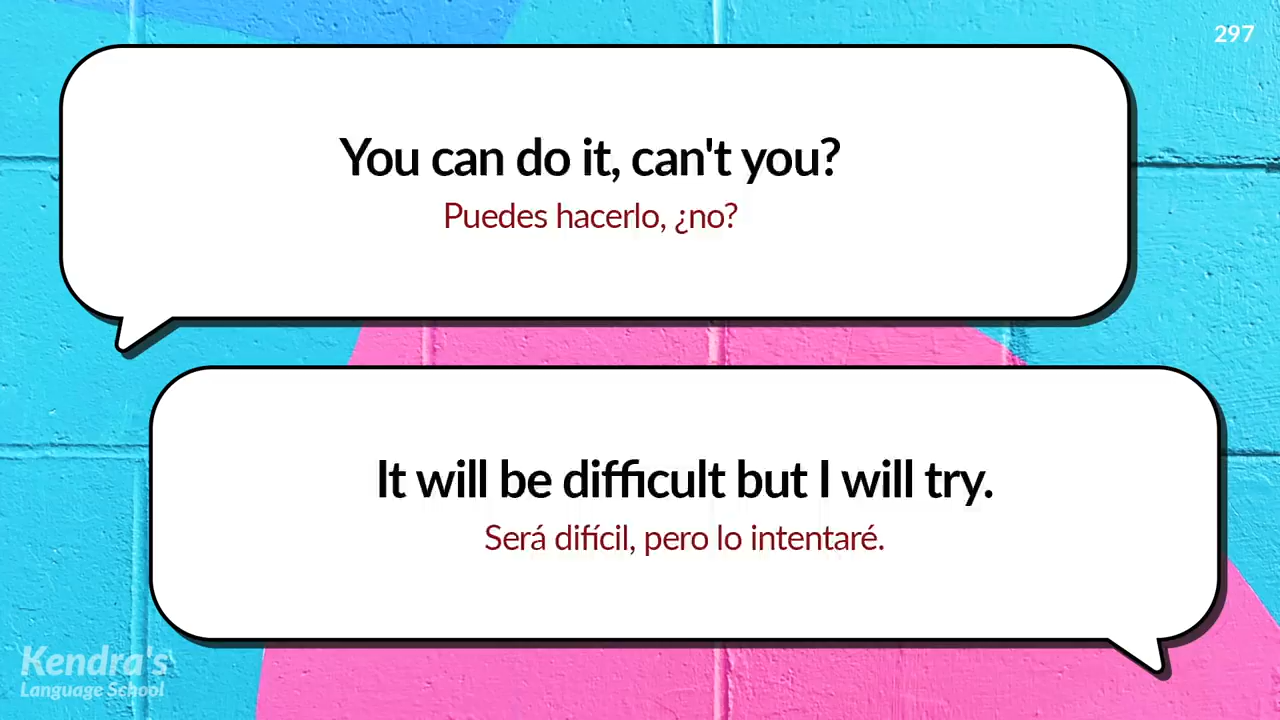 297
You can do it, can't you?
Puedes hacerlo, ¿no?
It will be difficult but I will try.
Será difícil, pero lo intentaré.
Kendra's
Language School